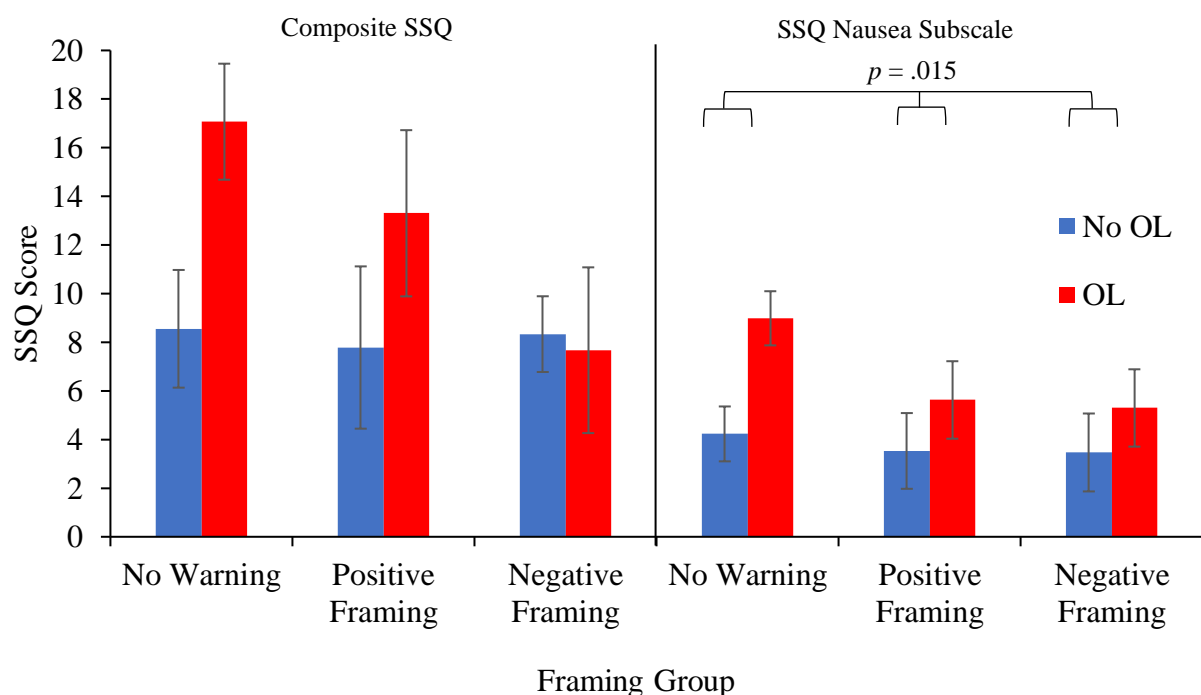 Composite SSQ
SSQ Nausea Subscale
p = .015
20
18
16
14
12
10
8
6
4
2
0
SSQ Score
No OL
OL
No Warning
Positive
Framing
Negative
Framing
No Warning
Positive
Framing
Negative
Framing
Framing Group